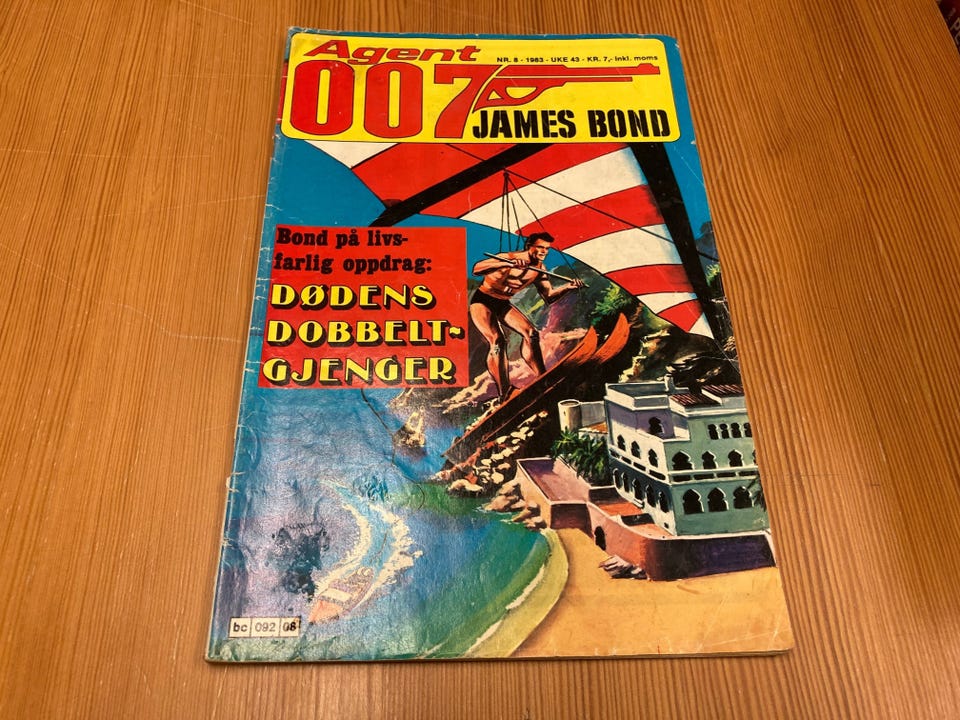 Agent
NR. 8 - 1983 - UKE 43 - KR. 7,- inkl. moms
007
JAMES BOND
Bond på livs-
farlig oppdrag:
DØDENS
DOBBELT-
GJENGER
bc 092 08